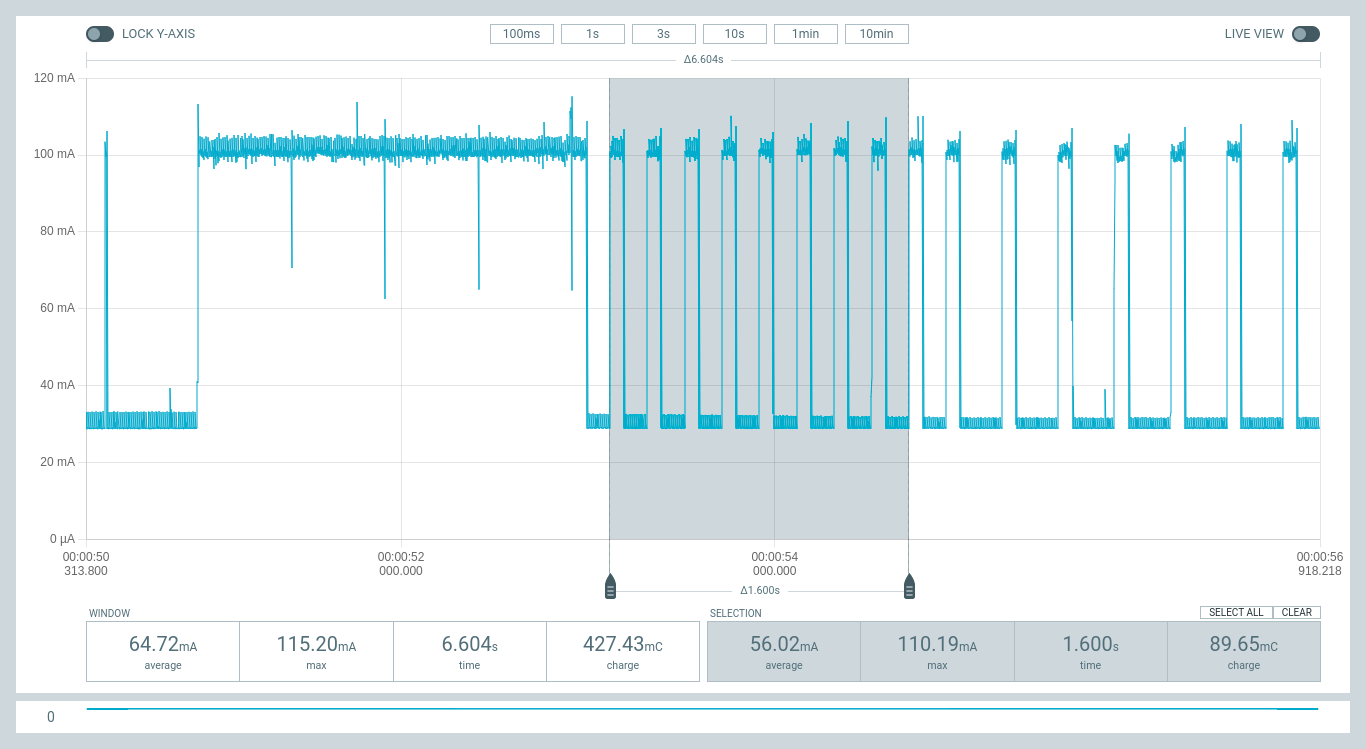 LOCK Y-AXIS 100ms 1s 3s 10s 1min 10min LIVE VIEW
Δ6.604s
120 mA
100 mA
80 mA
60 mA
40 mA
20 mA
0 µA
00:00:50 00:00:52 00:00:54 00:00:56
313.800 000.000 000.000 918.218
Δ1.600s
WINDOW SELECTION SELECT ALL CLEAR
64.72mA 115.20mA 6.604s 427.43mC 56.02mA 110.19mA 1.600s 89.65mC
average max time charge average max time charge
0